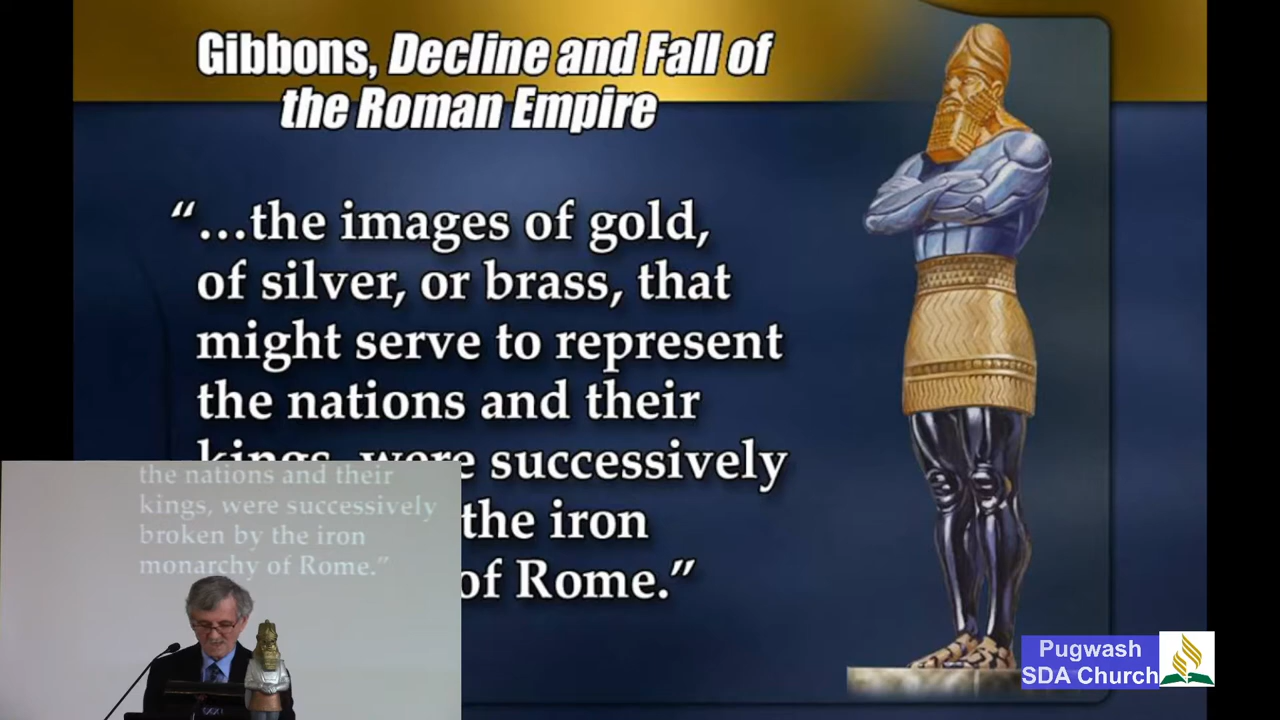 Gibbons, Decline and Fall of
the Roman Empire
“…the images of gold,
of silver, or brass, that
might serve to represent
the nations and their
kings, were successively
the iron
of Rome.”
the nations and their
kings, were successively
broken by the iron
monarchy of Rome.”
Pugwash
SDA Church